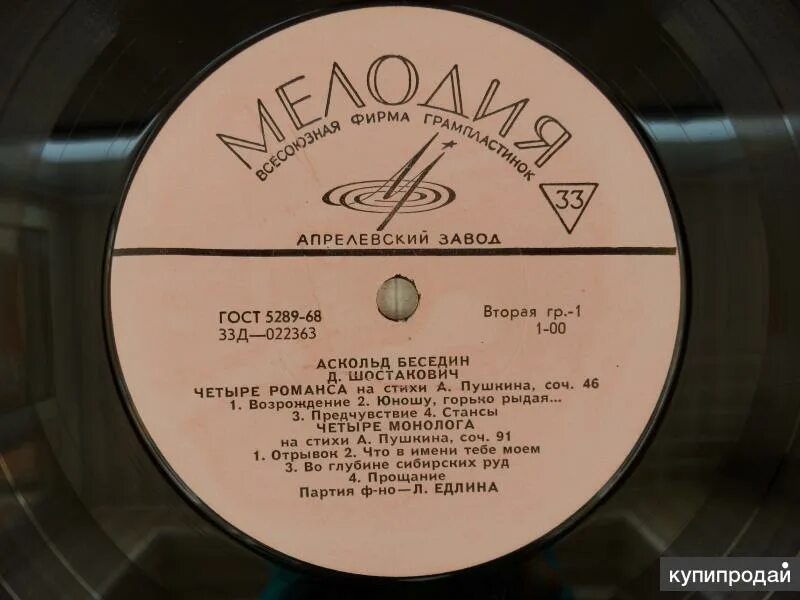 МЕЛОДИЯ
ВСЕСОЮЗНАЯ ФИРМА ГРАМПЛАСТИНОК
33
АПРЕЛЕВСКИЙ ЗАВОД
ГОСТ 5289-68
Вторая гр.-1
33Д—022363
1-00
АСКОЛЬД БЕСЕДИН
Д. ШОСТАКОВИЧ
ЧЕТЫРЕ РОМАНСА на стихи А. Пушкина, соч. 46
1. Возрождение 2. Юношу, горько рыдая...
3. Предчувствие 4. Стансы
ЧЕТЫРЕ МОНОЛОГА
на стихи А. Пушкина, соч. 91
1. Отрывок 2. Что в имени тебе моем
3. Во глубине сибирских руд
4. Прощание
Партия ф-но—Л. ЕДЛИНА
купипродай